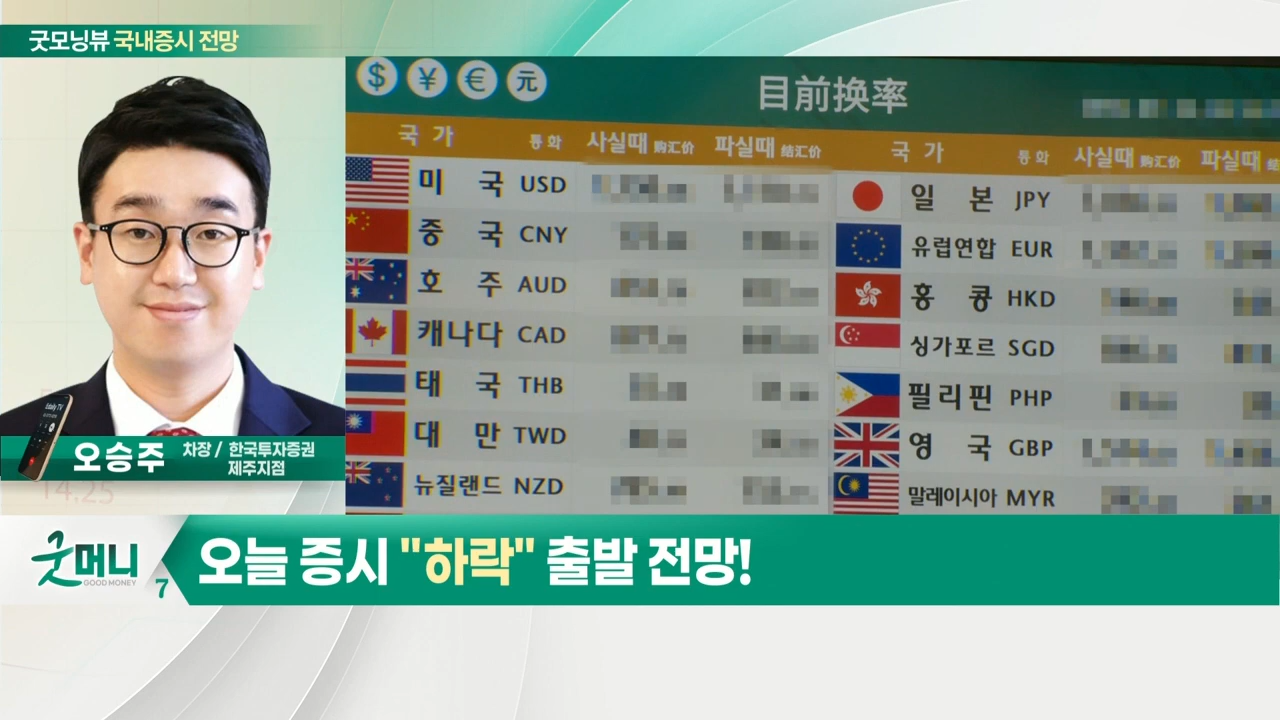 굿모닝뷰 국내증시 전망
$ ¥ € 元
目前换率
국 가 통화 사실때 购汇价 파실때 结汇价 국 가 통화 사실때 购汇价 파실때 结
미 국 USD 일 본 JPY
중 국 CNY 유럽연합 EUR
호 주 AUD 홍 콩 HKD
캐나다 CAD 싱가포르 SGD
태 국 THB 필리핀 PHP
대 만 TWD 영 국 GBP
뉴질랜드 NZD 말레이시아 MYR
Edaily TV
오승주 차장 / 한국투자증권
제주지점
14.25
굿머니 7
GOOD MONEY
오늘 증시 "하락" 출발 전망!